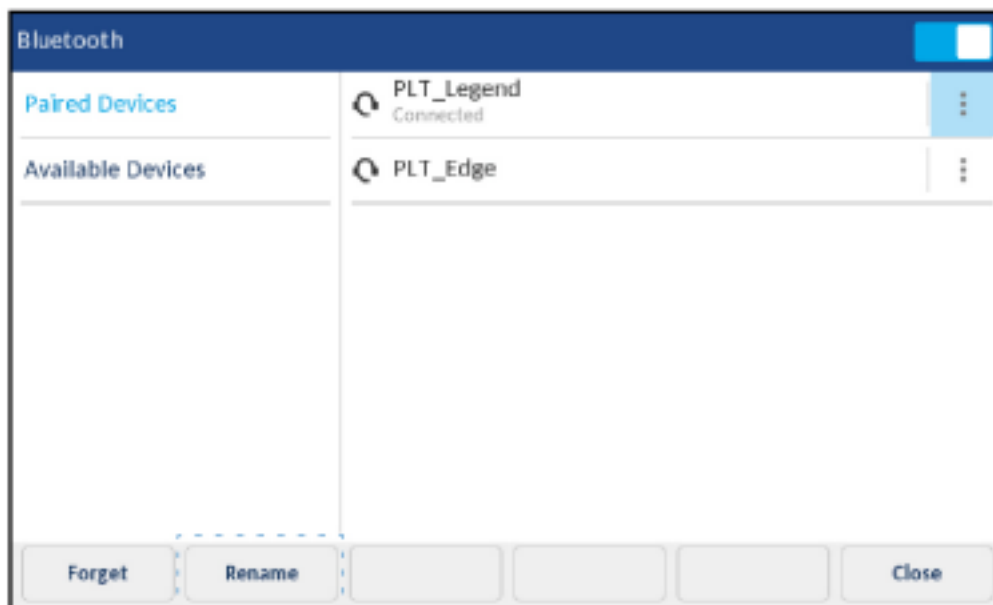 Bluetooth
Paired Devices
Available Devices
PLT_Legend
Connected
PLT_Edge
Forget
Rename
Close